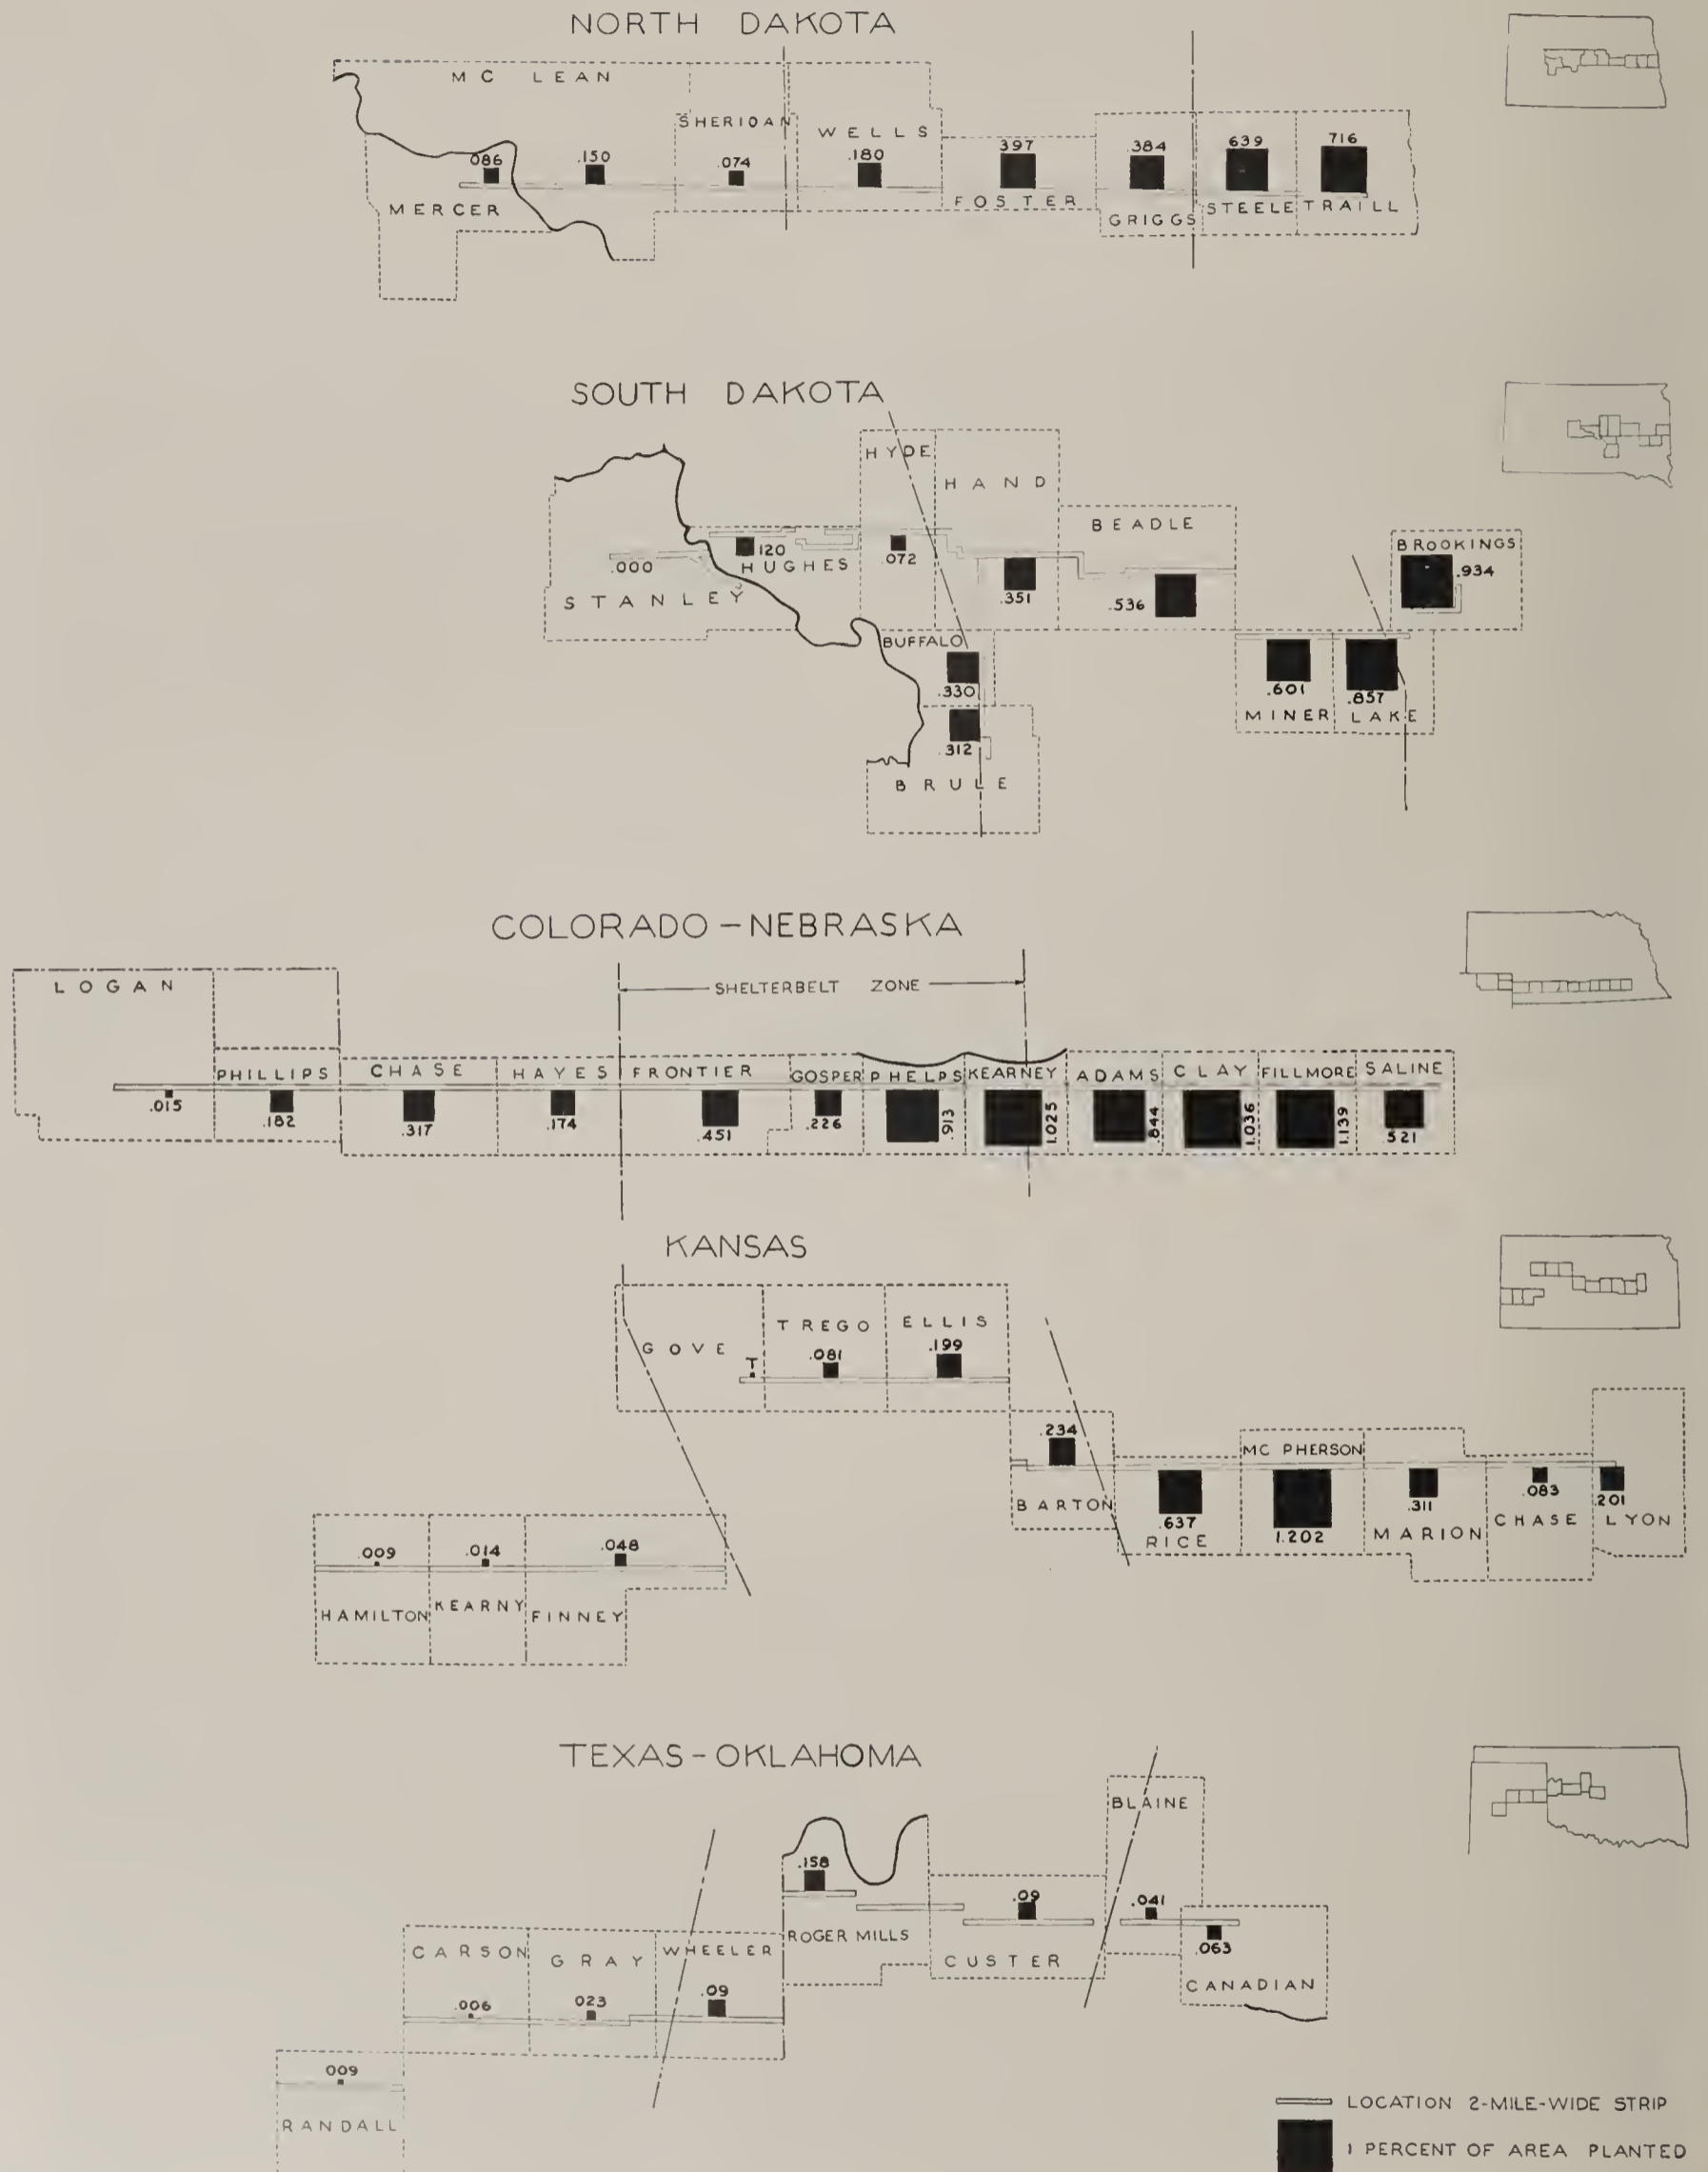 NORTH DAKOTA
MC LEAN
SHERIDAN
WELLS
086
.150
.074
.180
397
.384
639
716
MERCER
FOSTER
GRIGGS
STEELE
TRAILL
SOUTH DAKOTA
HYDE
HAND
BEADLE
BROOKINGS
.934
.000
120
HUGHES
.072
.351
.536
STANLEY
BUFFALO
.330
.601
.857
MINER
LAKE
312
BRULE
COLORADO-NEBRASKA
SHELTERBELT ZONE
LOGAN
PHILLIPS
CHASE
HAYES
FRONTIER
GOSPER
PHELPS
KEARNEY
ADAMS
CLAY
FILLMORE
SALINE
.015
.182
.317
.174
.451
.226
.913
1.025
.844
1.036
1.139
521
KANSAS
GOVE
TREGO
ELLIS
T
.081
.199
.234
MC PHERSON
BARTON
.637
RICE
1.202
.311
MARION
.083
CHASE
201
LYON
.009
.014
.048
HAMILTON
KEARNY
FINNEY
TEXAS-OKLAHOMA
BLAINE
.158
.09
.041
ROGER MILLS
CUSTER
.063
CANADIAN
CARSON
GRAY
WHEELER
.006
023
.09
009
RANDALL
LOCATION 2-MILE-WIDE STRIP
1 PERCENT OF AREA PLANTED